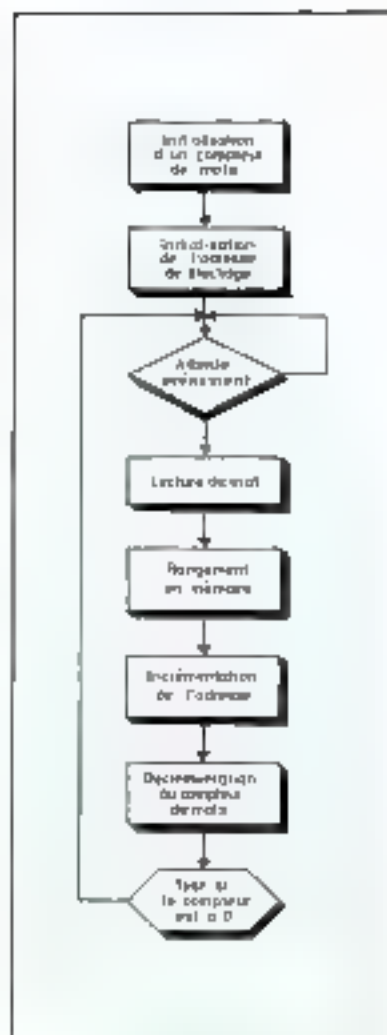 Initialisation
d'un compteur
de mots
Initialisation
de l'adresse
de stockage
Attente
évènement
Lecture du mot
Rangement
en mémoire
Incrémentation
de l'adresse
Décrémentation
du compteur
de mots
le compteur
est à 0